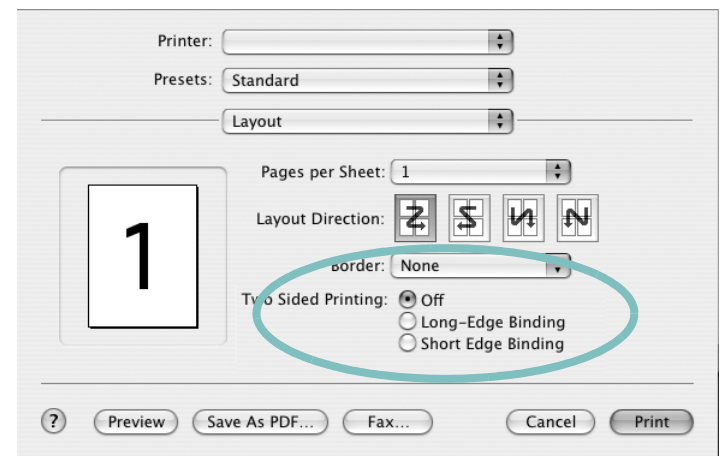 Printer:
Presets: Standard
Layout
Pages per Sheet: 1
Layout Direction:
1
Border: None
Two Sided Printing: Off
Long-Edge Binding
Short Edge Binding
? Preview Save As PDF... Fax... Cancel Print